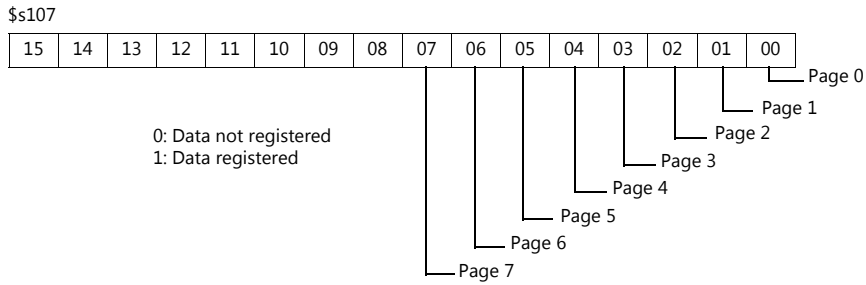 $s107
15 14 13 12 11 10 09 08 07 06 05 04 03 02 01 00
Page 0
Page 1
0: Data not registered
Page 2
1: Data registered
Page 3
Page 4
Page 5
Page 6
Page 7